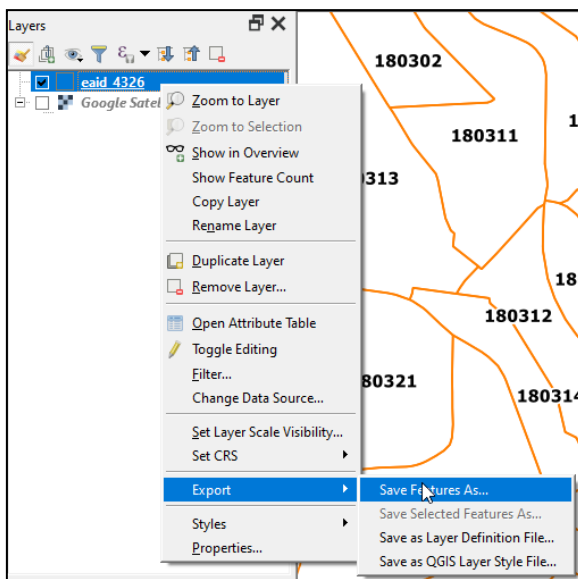 Layers
eaid_4326
Google Satel
Zoom to Layer
Zoom to Selection
Show in Overview
Show Feature Count
Copy Layer
Rename Layer
Duplicate Layer
Remove Layer...
Open Attribute Table
Toggle Editing
Filter...
Change Data Source...
Set Layer Scale Visibility...
Set CRS
Export
Styles
Properties...
Save Features As...
Save Selected Features As...
Save as Layer Definition File...
Save as QGIS Layer Style File...
180302
180311
1
313
18
180312
80321
180314